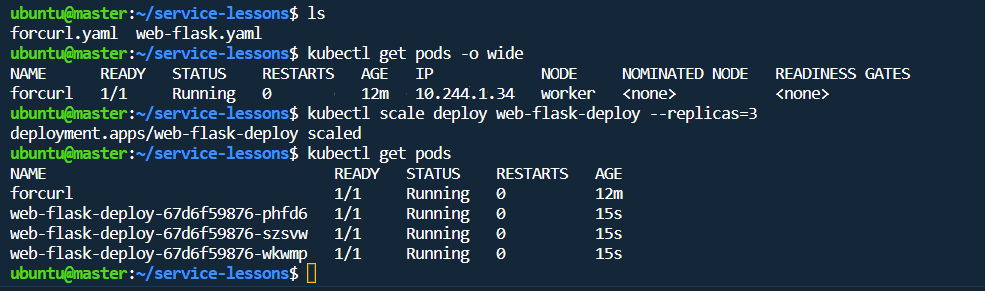 ubuntu@master:~/service-lessons$ ls
forcurl.yaml  web-flask.yaml
ubuntu@master:~/service-lessons$ kubectl get pods -o wide
NAME      READY   STATUS    RESTARTS   AGE   IP            NODE     NOMINATED NODE   READINESS GATES
forcurl   1/1     Running   0          12m   10.244.1.34   worker   <none>           <none>
ubuntu@master:~/service-lessons$ kubectl scale deploy web-flask-deploy --replicas=3
deployment.apps/web-flask-deploy scaled
ubuntu@master:~/service-lessons$ kubectl get pods
NAME                                READY   STATUS    RESTARTS   AGE
forcurl                             1/1     Running   0          12m
web-flask-deploy-67d6f59876-phfd6   1/1     Running   0          15s
web-flask-deploy-67d6f59876-szsvw   1/1     Running   0          15s
web-flask-deploy-67d6f59876-wkwmp   1/1     Running   0          15s
ubuntu@master:~/service-lessons$